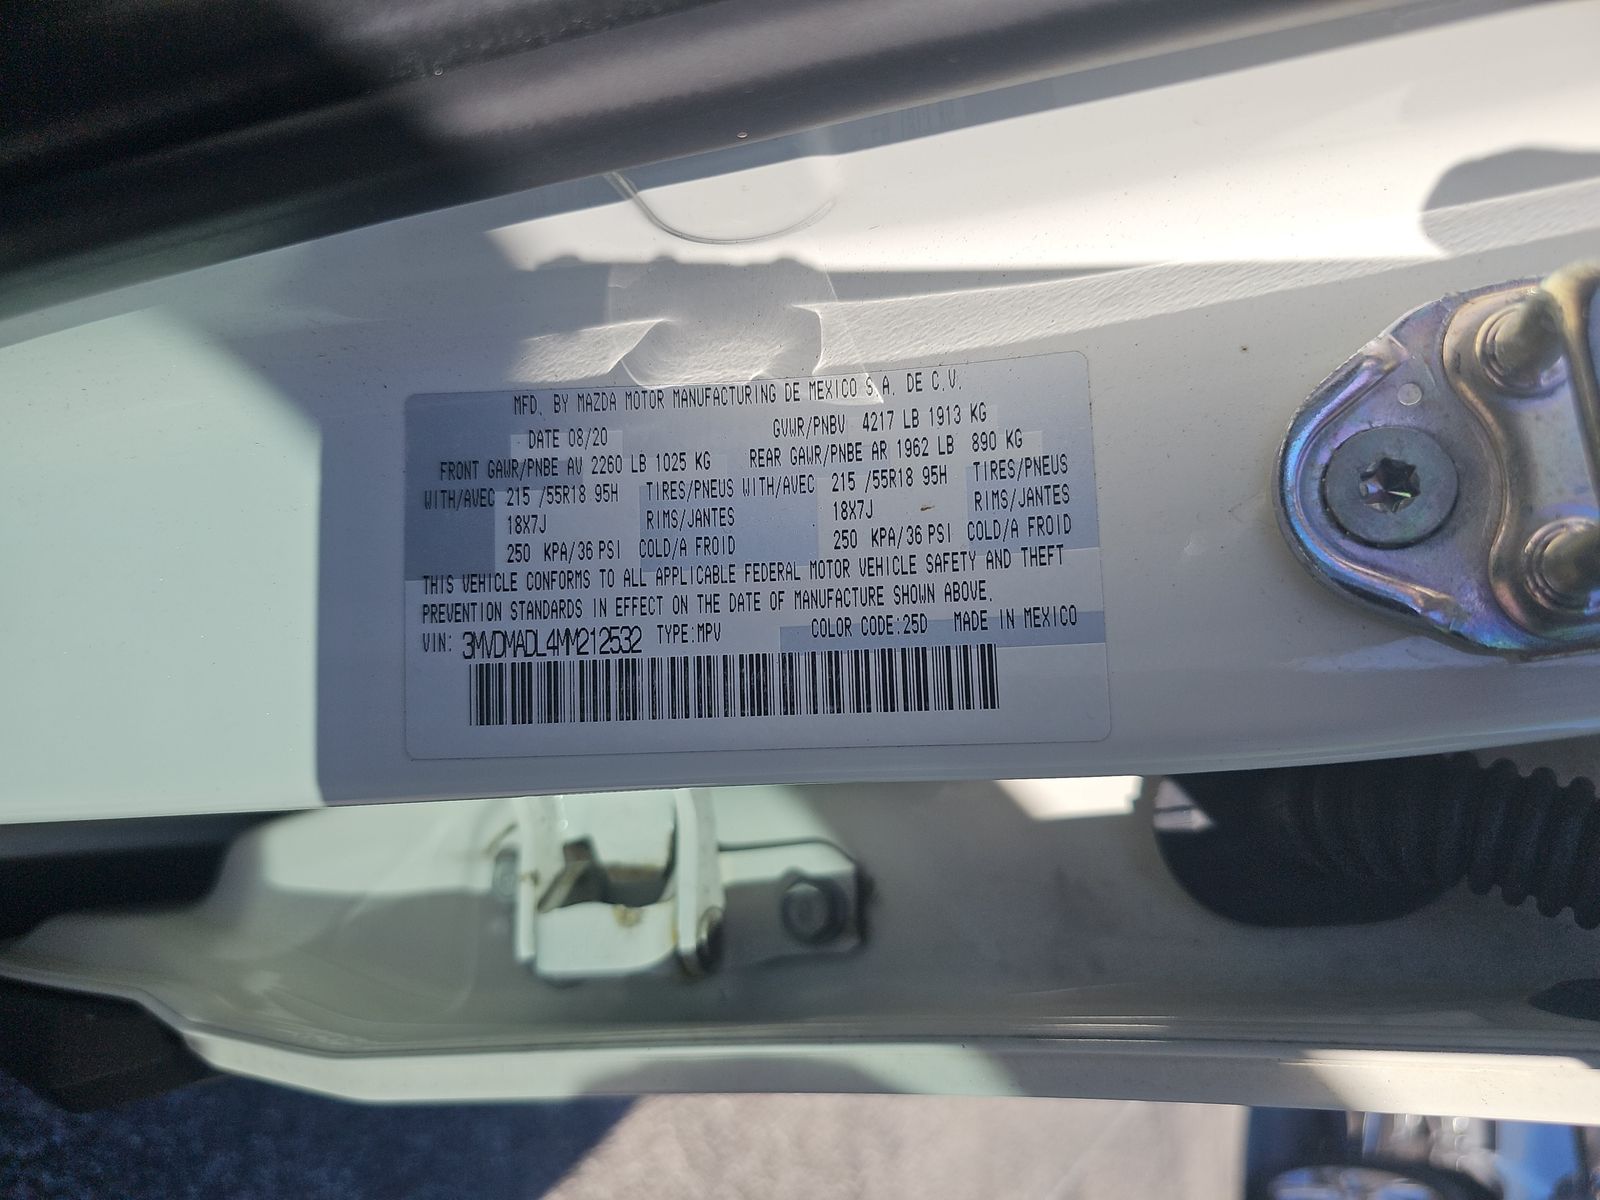 MFD. BY MAZDA MOTOR MANUFACTURING DE MEXICO S.A. DE C.V.
DATE 08/20 GVWR/PNBV 4217 LB 1913 KG
FRONT GAWR/PNBE AV 2260 LB 1025 KG REAR GAWR/PNBE AR 1962 LB 890 KG
WITH/AVEC 215 /55R18 95H TIRES/PNEUS WITH/AVEC 215 /55R18 95H TIRES/PNEUS
18X7J RIMS/JANTES 18X7J RIMS/JANTES
250 KPA/36 PSI COLD/A FROID 250 KPA/36 PSI COLD/A FROID
THIS VEHICLE CONFORMS TO ALL APPLICABLE FEDERAL MOTOR VEHICLE SAFETY AND THEFT
PREVENTION STANDARDS IN EFFECT ON THE DATE OF MANUFACTURE SHOWN ABOVE.
VIN: 3MVDMADL4MM212532 TYPE:MPV COLOR CODE:25D MADE IN MEXICO